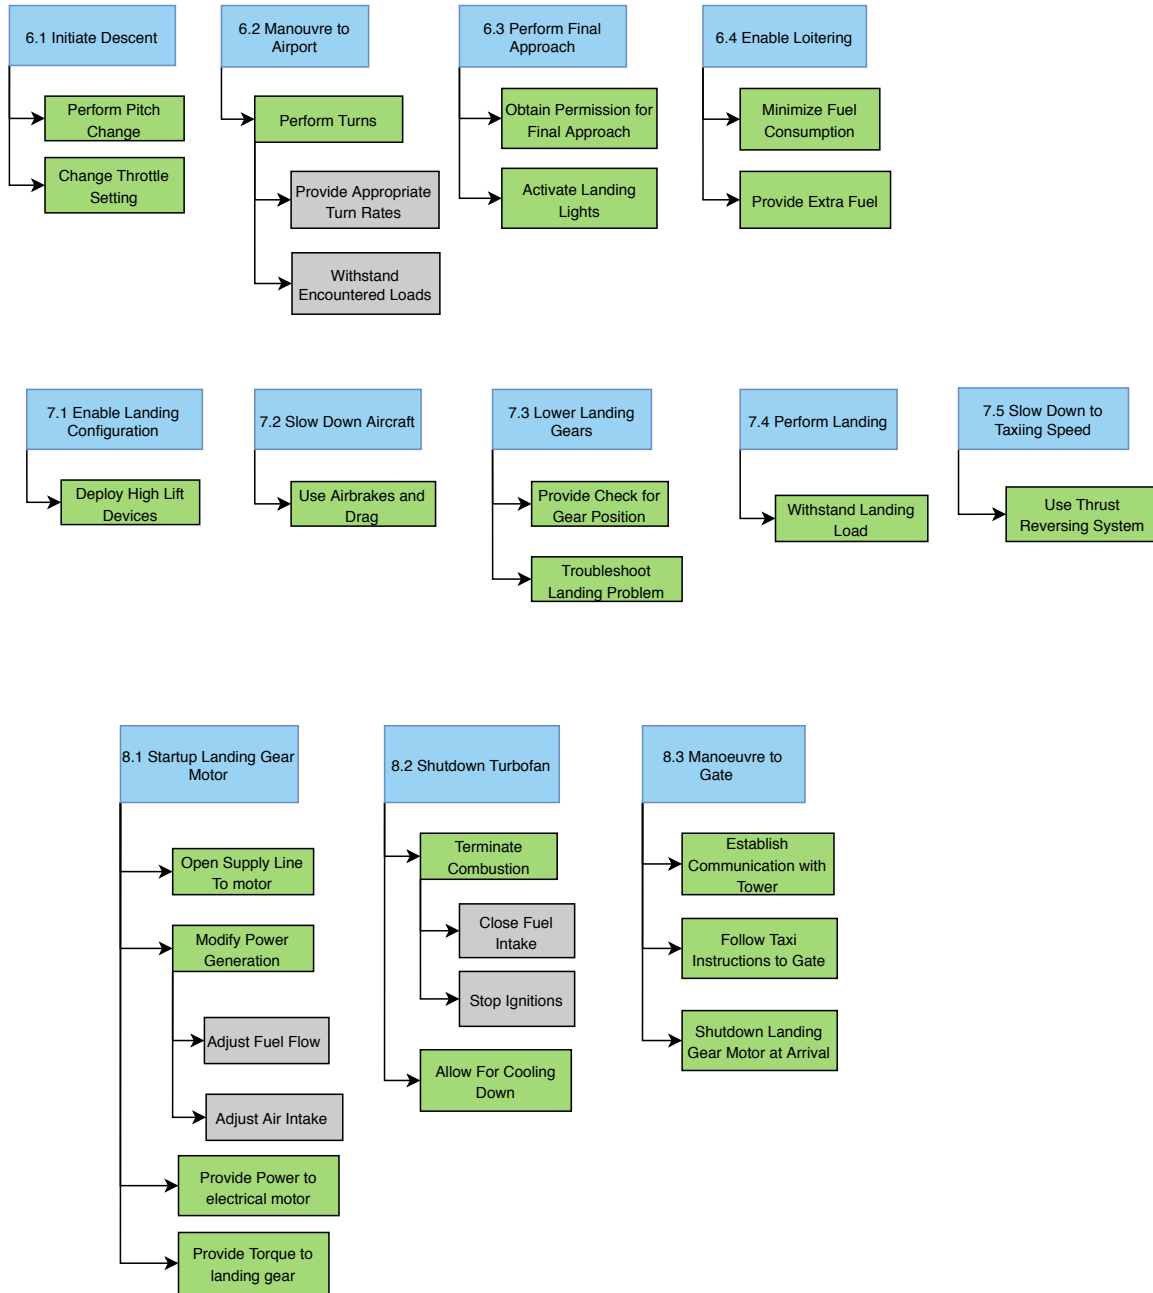 6.1 Initiate Descent
Perform Pitch
Change
Change Throttle
Setting
6.2 Manouvre to
Airport
Perform Turns
Provide Appropriate
Turn Rates
Withstand
Encountered Loads
6.3 Perform Final
Approach
Obtain Permission for
Final Approach
Activate Landing
Lights
6.4 Enable Loitering
Minimize Fuel
Consumption
Provide Extra Fuel
7.1 Enable Landing
Configuration
Deploy High Lift
Devices
7.2 Slow Down Aircraft
Use Airbrakes and
Drag
7.3 Lower Landing
Gears
Provide Check for
Gear Position
Troubleshoot
Landing Problem
7.4 Perform Landing
Withstand Landing
Load
7.5 Slow Down to
Taxiing Speed
Use Thrust
Reversing System
8.1 Startup Landing Gear
Motor
Open Supply Line
To motor
Modify Power
Generation
Adjust Fuel Flow
Adjust Air Intake
Provide Power to
electrical motor
Provide Torque to
landing gear
8.2 Shutdown Turbofan
Terminate
Combustion
Close Fuel
Intake
Stop Ignitions
Allow For Cooling
Down
8.3 Manoeuvre to
Gate
Establish
Communication with
Tower
Follow Taxi
Instructions to Gate
Shutdown Landing
Gear Motor at Arrival